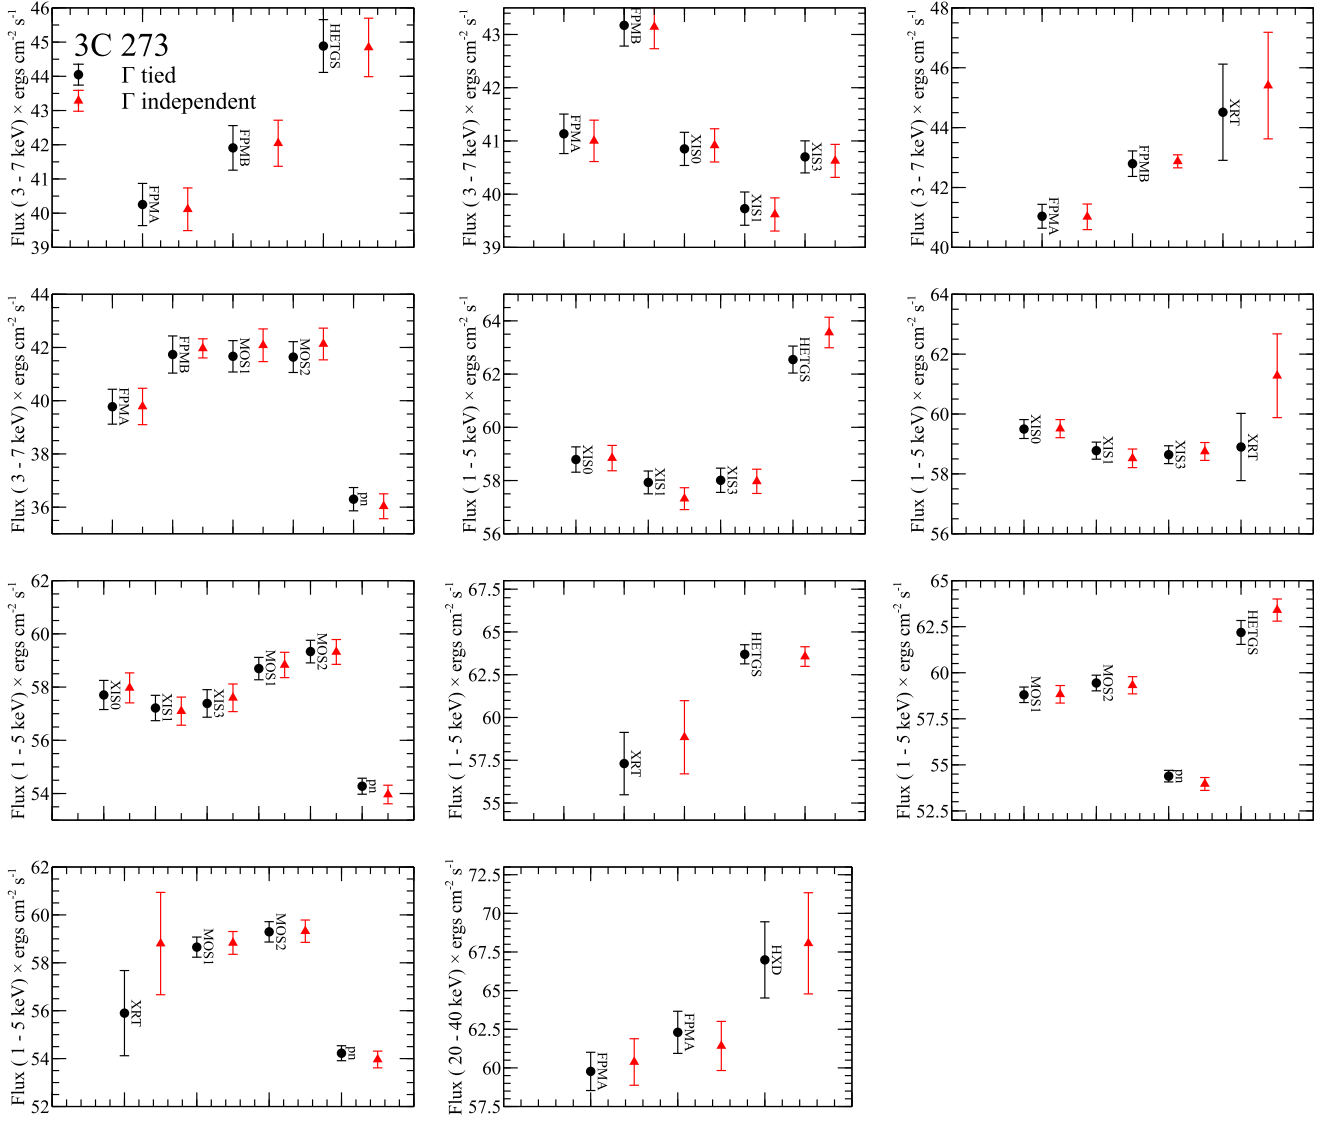 3C 273
Γ tied
Γ independent
Flux ( 3 - 7 keV) × ergs cm⁻² s⁻¹
46
45
44
43
42
41
40
39
FPMA
FPMB
HETGS
Flux ( 3 - 7 keV) × ergs cm⁻² s⁻¹
43
42
41
40
39
FPMA
FPMB
XIS0
XIS1
XIS3
Flux ( 3 - 7 keV) × ergs cm⁻² s⁻¹
48
46
44
42
40
FPMA
FPMB
XRT
Flux ( 3 - 7 keV) × ergs cm⁻² s⁻¹
44
42
40
38
36
FPMA
FPMB
MOS1
MOS2
pn
Flux ( 1 - 5 keV) × ergs cm⁻² s⁻¹
64
62
60
58
56
XIS0
XIS1
XIS3
HETGS
Flux ( 1 - 5 keV) × ergs cm⁻² s⁻¹
64
62
60
58
56
XIS0
XIS1
XIS3
XRT
Flux ( 1 - 5 keV) × ergs cm⁻² s⁻¹
62
60
58
56
54
XIS0
XIS1
XIS3
MOS1
MOS2
pn
Flux ( 1 - 5 keV) × ergs cm⁻² s⁻¹
67.5
65
62.5
60
57.5
55
XRT
HETGS
Flux ( 1 - 5 keV) × ergs cm⁻² s⁻¹
65
62.5
60
57.5
55
52.5
MOS1
MOS2
pn
HETGS
Flux ( 1 - 5 keV) × ergs cm⁻² s⁻¹
62
60
58
56
54
52
XRT
MOS1
MOS2
pn
Flux ( 20 - 40 keV) × ergs cm⁻² s⁻¹
72.5
70
67.5
65
62.5
60
57.5
FPMA
FPMA
HXD